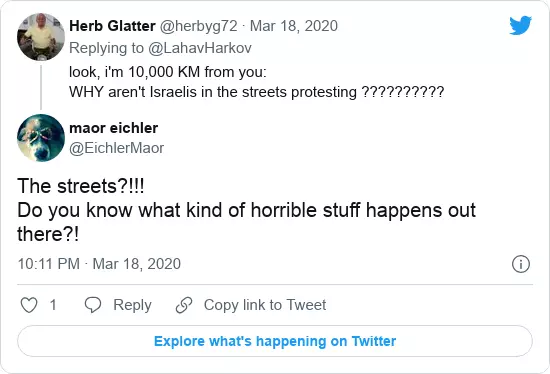 Herb Glatter @herbyg72 · Mar 18, 2020
Replying to @LahavHarkov
look, i'm 10,000 KM from you:
WHY aren't Israelis in the streets protesting ??????????
maor eichler
@EichlerMaor
The streets?!!!
Do you know what kind of horrible stuff happens out
there?!
10:11 PM · Mar 18, 2020
1 Reply Copy link to Tweet
Explore what's happening on Twitter